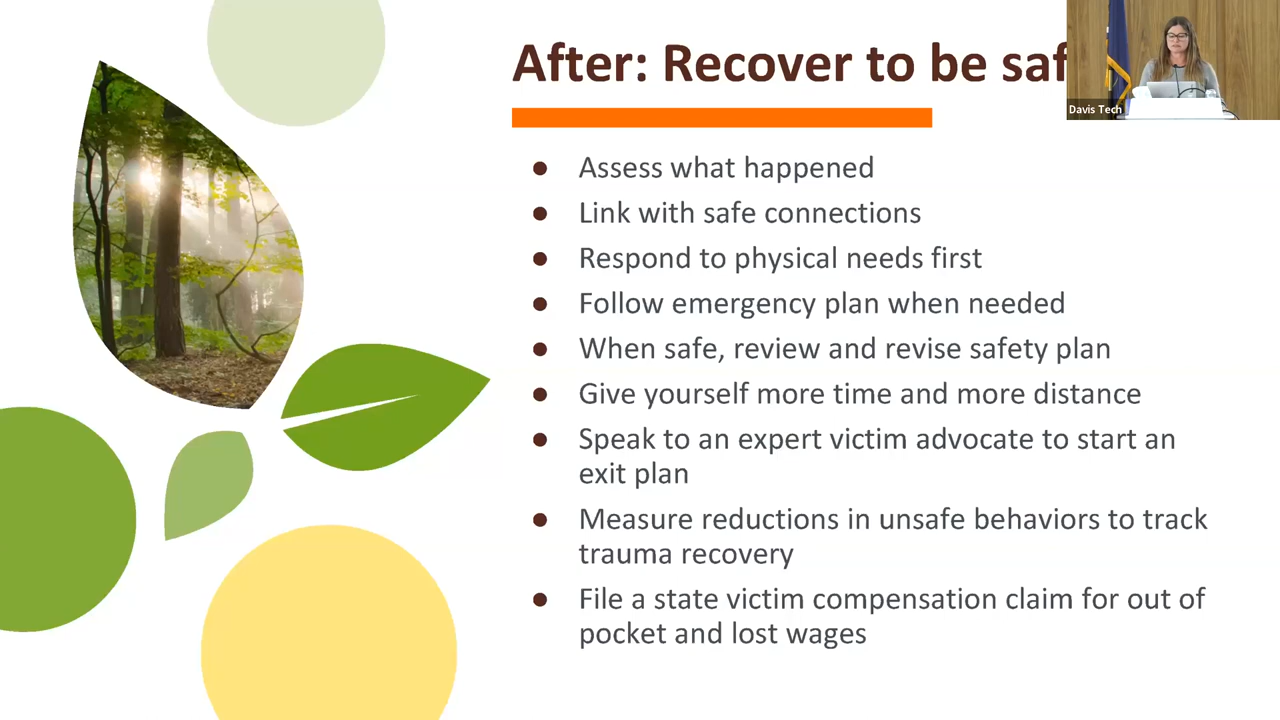 After: Recover to be saf
Davis Tech
● Assess what happened
● Link with safe connections
● Respond to physical needs first
● Follow emergency plan when needed
● When safe, review and revise safety plan
● Give yourself more time and more distance
● Speak to an expert victim advocate to start an
exit plan
● Measure reductions in unsafe behaviors to track
trauma recovery
● File a state victim compensation claim for out of
pocket and lost wages